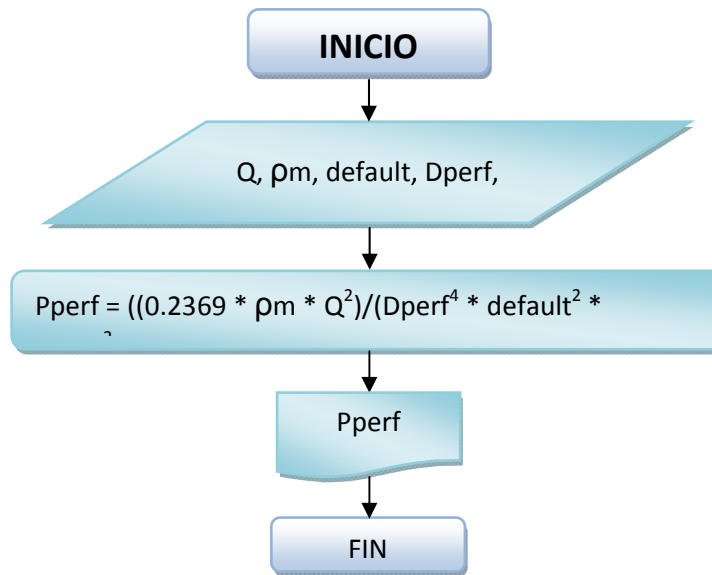 INICIO
Q, ρm, default, Dperf,
Pperf = ((0.2369 * ρm * Q²)/(Dperf⁴ * default² *
Pperf
FIN